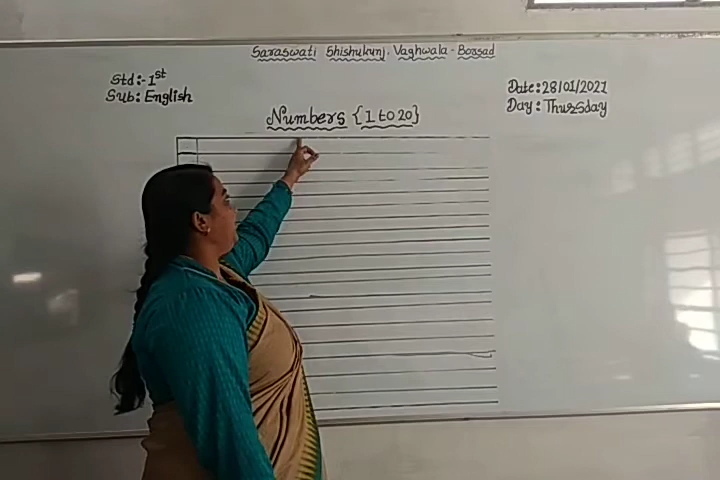 Saraswati Shishukunj. Vaghwala - Borsad
Std:- 1st
Sub: English
Date: 28/01/2021
Day: Thursday
Numbers {1 to 20}